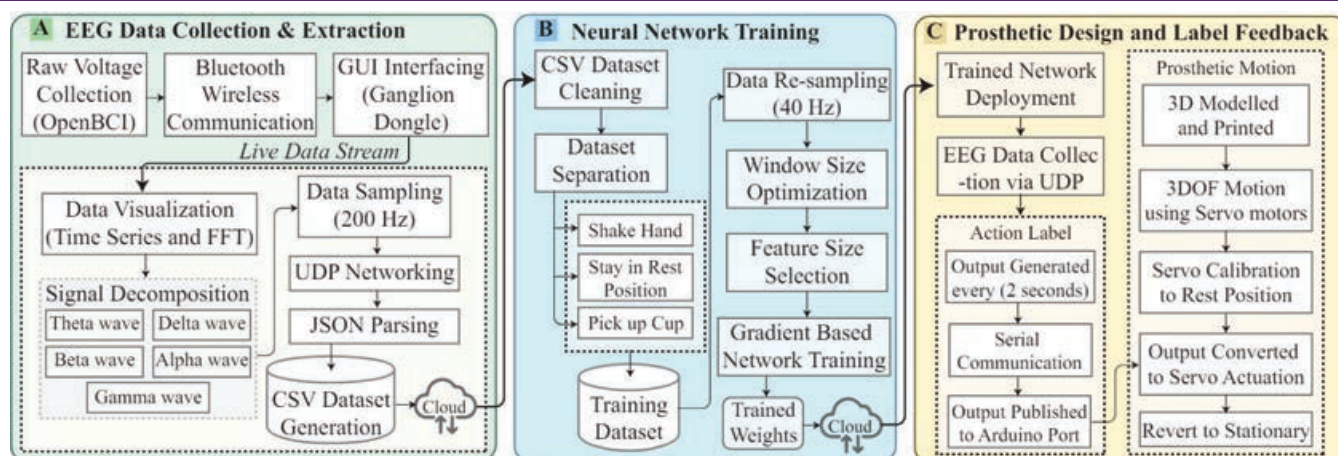 A EEG Data Collection & Extraction
Raw Voltage
Collection
(OpenBCI)
Bluetooth
Wireless
Communication
GUI Interfacing
(Ganglion
Dongle)
Live Data Stream
Data Visualization
(Time Series and FFT)
Signal Decomposition
Theta wave
Delta wave
Beta wave
Alpha wave
Gamma wave
Data Sampling
(200 Hz)
UDP Networking
JSON Parsing
CSV Dataset
Generation
Cloud
B Neural Network Training
CSV Dataset
Cleaning
Dataset
Separation
Shake Hand
Stay in Rest
Position
Pick up Cup
Training
Dataset
Data Re-sampling
(40 Hz)
Window Size
Optimization
Feature Size
Selection
Gradient Based
Network Training
Trained
Weights
Cloud
C Prosthetic Design and Label Feedback
Trained Network
Deployment
EEG Data Collec
-tion via UDP
Action Label
Output Generated
every (2 seconds)
Serial
Communication
Output Published
to Arduino Port
Prosthetic Motion
3D Modelled
and Printed
3DOF Motion
using Servo motors
Servo Calibration
to Rest Position
Output Converted
to Servo Actuation
Revert to Stationary